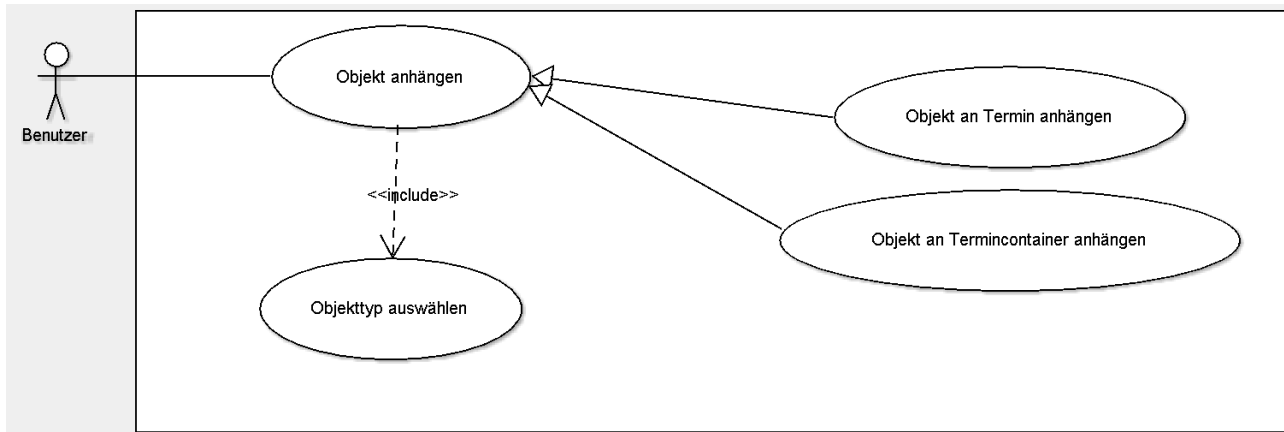 Objekt anhängen
Benutzer
Objekt an Termin anhängen
<<include>>
Objekt an Termincontainer anhängen
Objekttyp auswählen